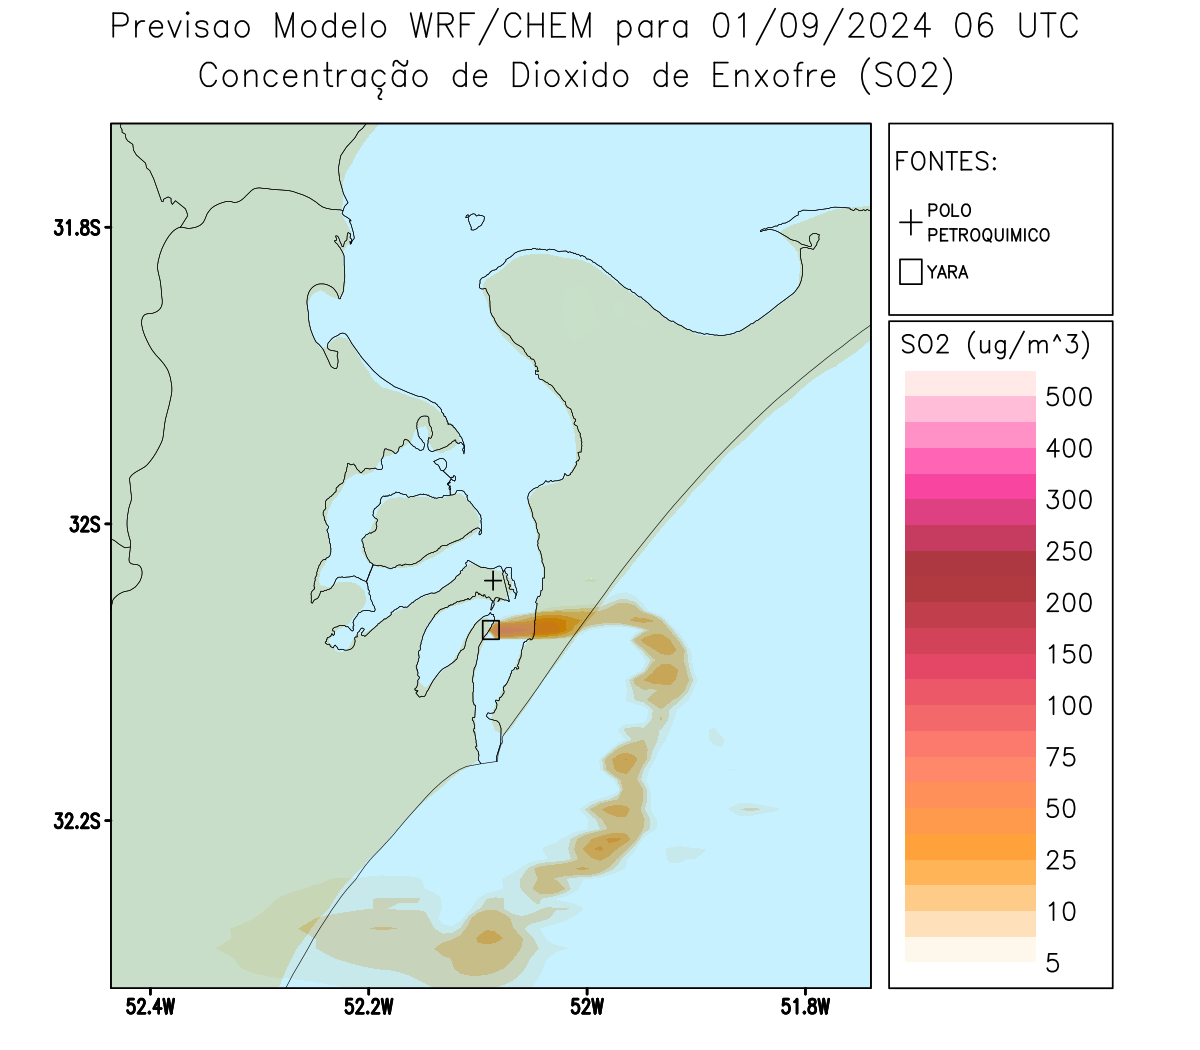 Previsao Modelo WRF/CHEM para 01/09/2024 06 UTC
Concentração de Dioxido de Enxofre (SO2)
FONTES:
POLO
PETROQUIMICO
YARA
SO2 (ug/m^3)
500
400
300
250
200
150
100
75
50
25
10
5
31.8S
32S
32.2S
52.4W
52.2W
52W
51.8W